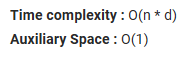 Time complexity : O(n * d)
Auxiliary Space : O(1)